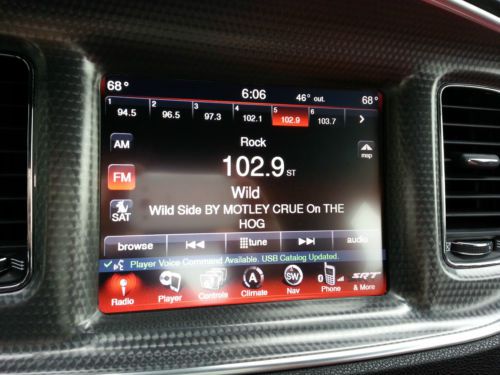 68° 6:06 46° out. 68°
1 2 3 4 5 6
94.5 96.5 97.3 102.1 102.9 103.7 >
Rock
AM
102.9 ST
map
FM
Wild
Wild Side BY MOTLEY CRUE On THE
HOG
SAT
browse tune audio
Player Voice Command Available. USB Catalog Updated.
A SW SRT
Radio Player Controls Climate Nav Phone & More